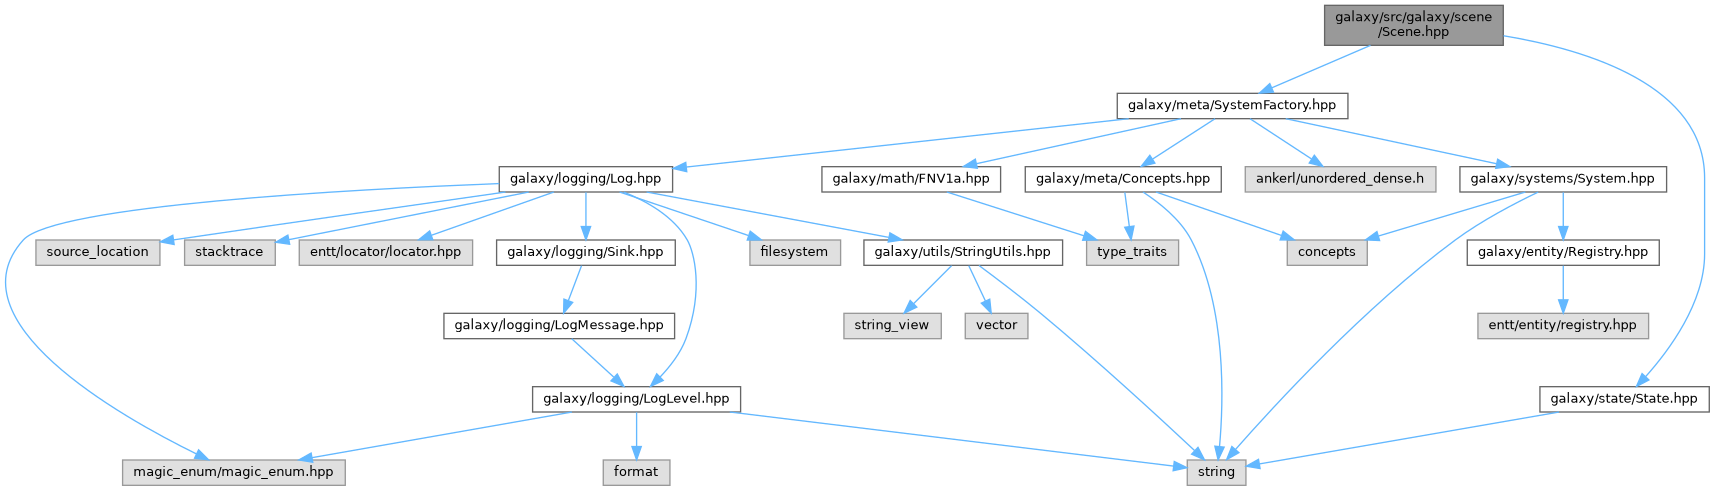 galaxy/src/galaxy/scene
/Scene.hpp
galaxy/meta/SystemFactory.hpp
galaxy/logging/Log.hpp
galaxy/math/FNV1a.hpp
galaxy/meta/Concepts.hpp
ankerl/unordered_dense.h
galaxy/systems/System.hpp
source_location
stacktrace
entt/locator/locator.hpp
galaxy/logging/Sink.hpp
filesystem
galaxy/utils/StringUtils.hpp
type_traits
concepts
galaxy/entity/Registry.hpp
galaxy/logging/LogMessage.hpp
string_view
vector
entt/entity/registry.hpp
galaxy/logging/LogLevel.hpp
galaxy/state/State.hpp
magic_enum/magic_enum.hpp
format
string